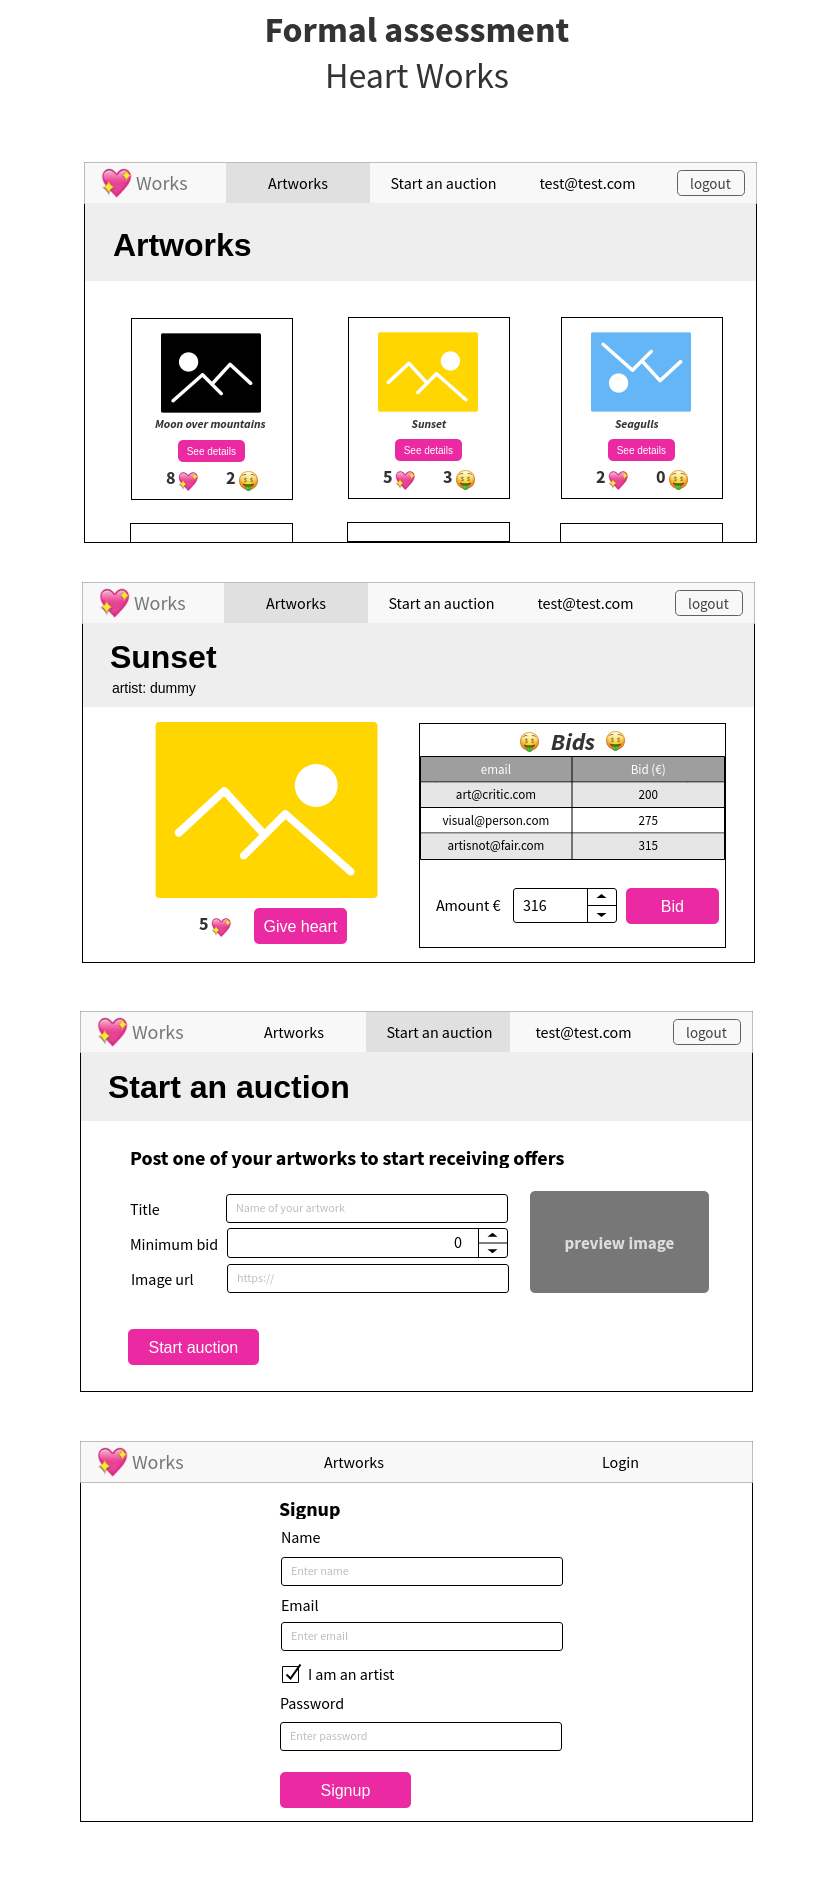 Formal assessment
Heart Works
Works Artworks Start an auction test@test.com logout
Artworks
Moon over mountains Sunset Seagulls
See details See details See details
8 2 5 3 2 0
Works Artworks Start an auction test@test.com logout
Sunset
artist: dummy
Bids
email Bid (€)
art@critic.com 200
visual@person.com 275
artisnot@fair.com 315
Amount € 316 Bid
5 Give heart
Works Artworks Start an auction test@test.com logout
Start an auction
Post one of your artworks to start receiving offers
Title Name of your artwork
Minimum bid 0
preview image
Image url https://
Start auction
Works Artworks Login
Signup
Name
Enter name
Email
Enter email
I am an artist
Password
Enter password
Signup